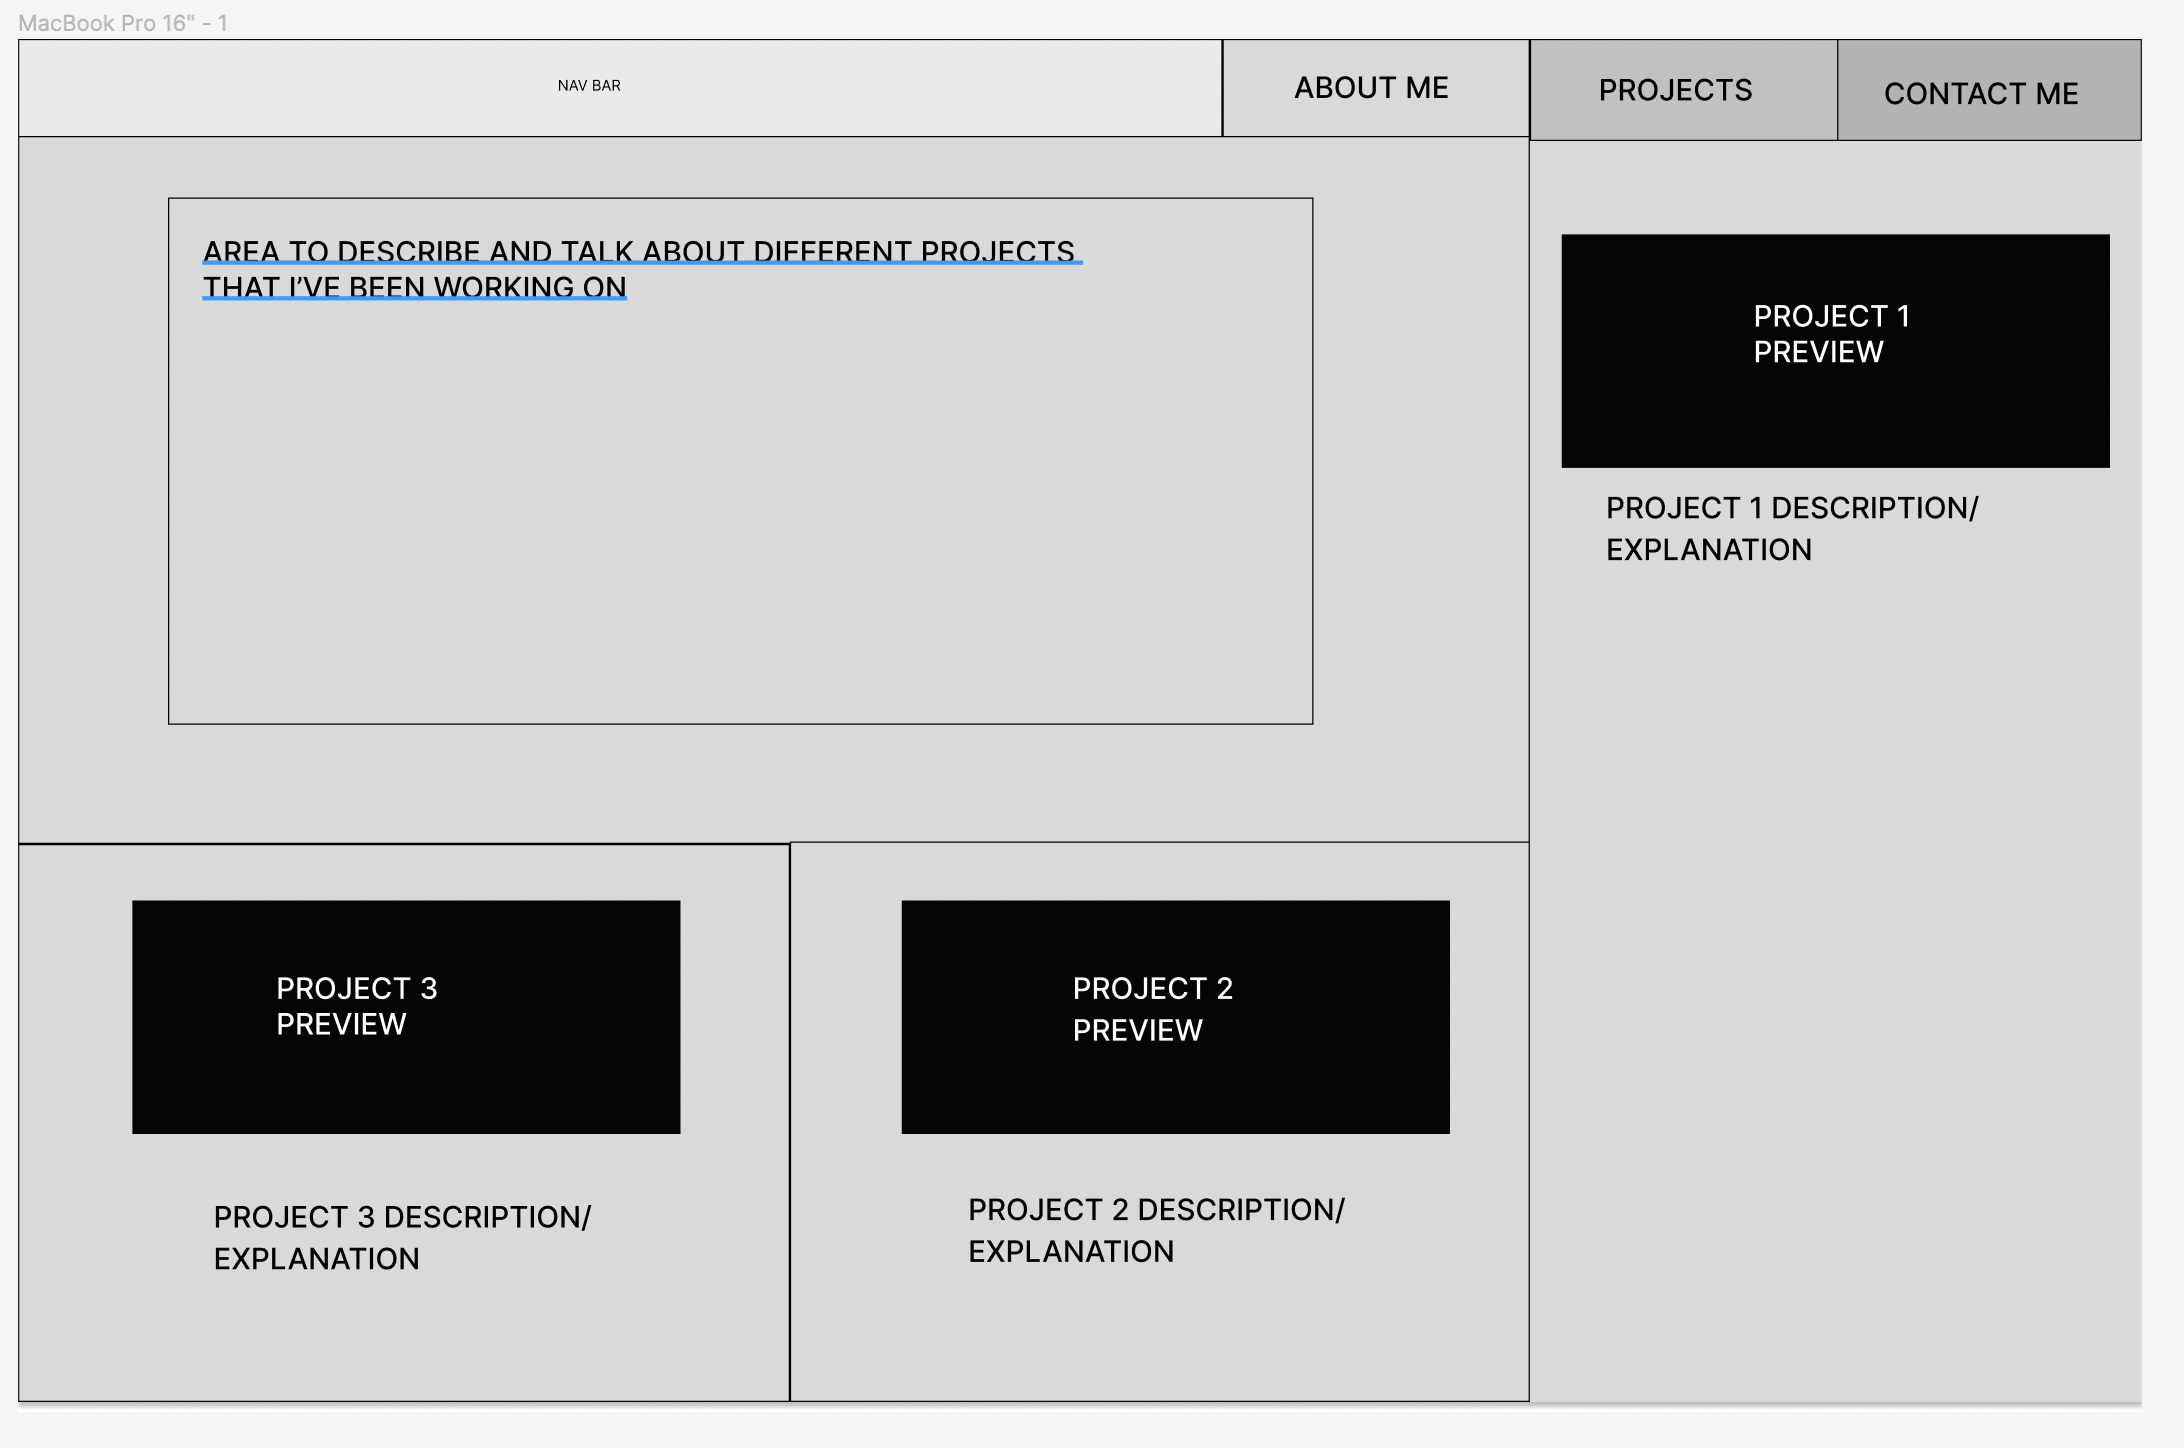 MacBook Pro 16" - 1
NAV BAR
ABOUT ME
PROJECTS
CONTACT ME
AREA TO DESCRIBE AND TALK ABOUT DIFFERENT PROJECTS
THAT I’VE BEEN WORKING ON
PROJECT 1
PREVIEW
PROJECT 1 DESCRIPTION/
EXPLANATION
PROJECT 3
PREVIEW
PROJECT 3 DESCRIPTION/
EXPLANATION
PROJECT 2
PREVIEW
PROJECT 2 DESCRIPTION/
EXPLANATION